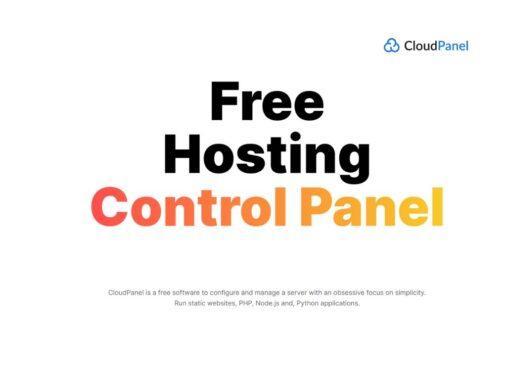 CloudPanel
Free
Hosting
Control Panel
CloudPanel is a free software to configure and manage a server with an obsessive focus on simplicity.
Run static websites, PHP, Node.js and, Python applications.